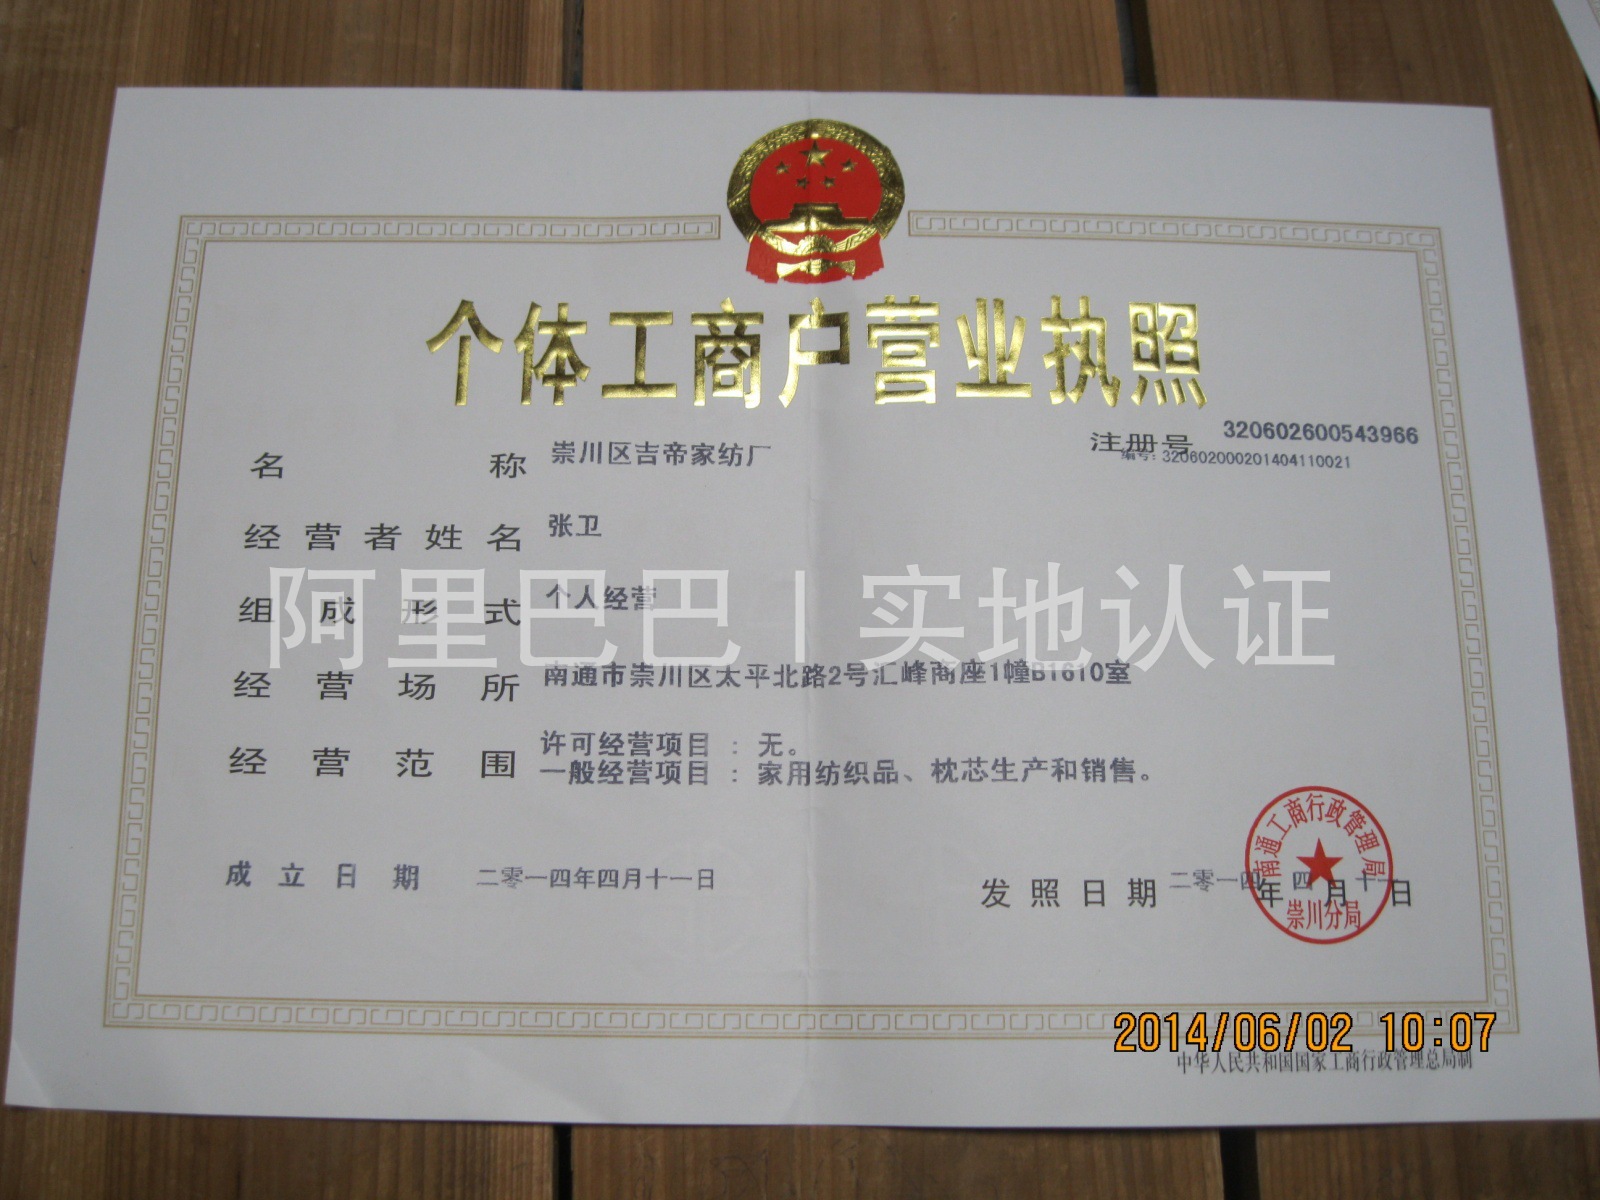 个体工商户营业执照
注册号 320602600543966
编号: 320602000201404110021
名称 崇川区吉帝家纺厂
经营者姓名 张卫
组成形式 个人经营
阿里巴巴 | 实地认证
经营场所 南通市崇川区太平北路2号汇峰商座1幢B1610室
经营范围 许可经营项目 : 无。
一般经营项目 : 家用纺织品、枕芯生产和销售。
成立日期 二零一四年四月十一日
发照日期 二零一四年四月十一日
南通工商行政管理局
崇川分局
2014/06/02 10:07
中华人民共和国国家工商行政管理总局制